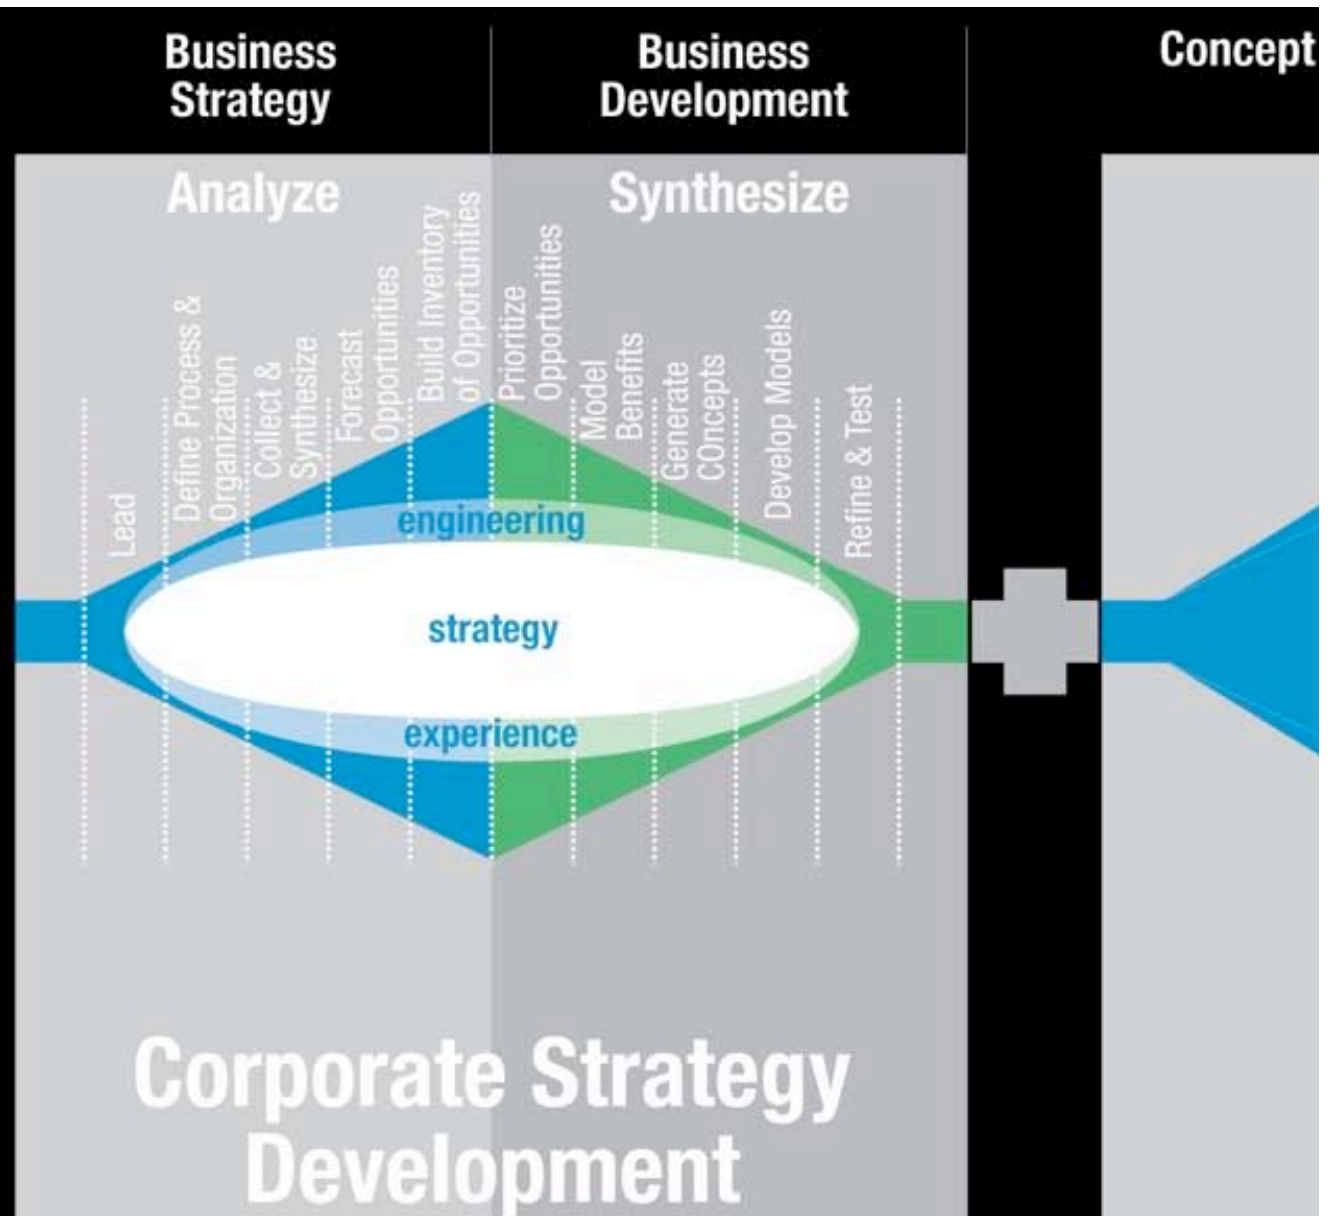 Business
Strategy
Business
Development
Concept
Analyze
Synthesize
Lead
Define Process &
Organization
Collect &
Synthesize
Forecast
Opportunities
Build Inventory
of Opportunities
Prioritize
Opportunities
Model
Benefits
Generate
COncepts
Develop Models
Refine & Test
engineering
strategy
experience
Corporate Strategy
Development